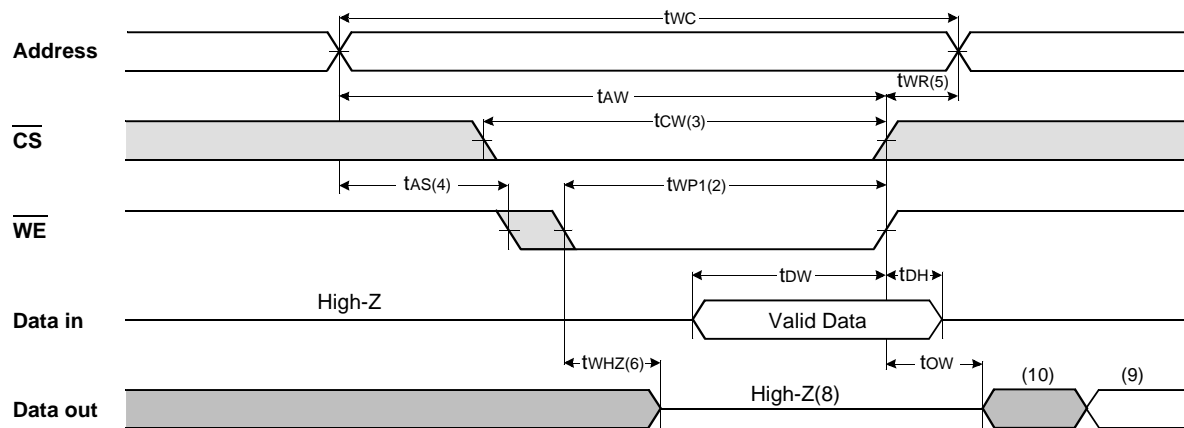 tWC
Address
tWR(5)
tAW
tCW(3)
CS
tAS(4)
tWP1(2)
WE
tDW
tDH
High-Z
Data in
Valid Data
tWHZ(6)
tOW
High-Z(8)
(10)
(9)
Data out